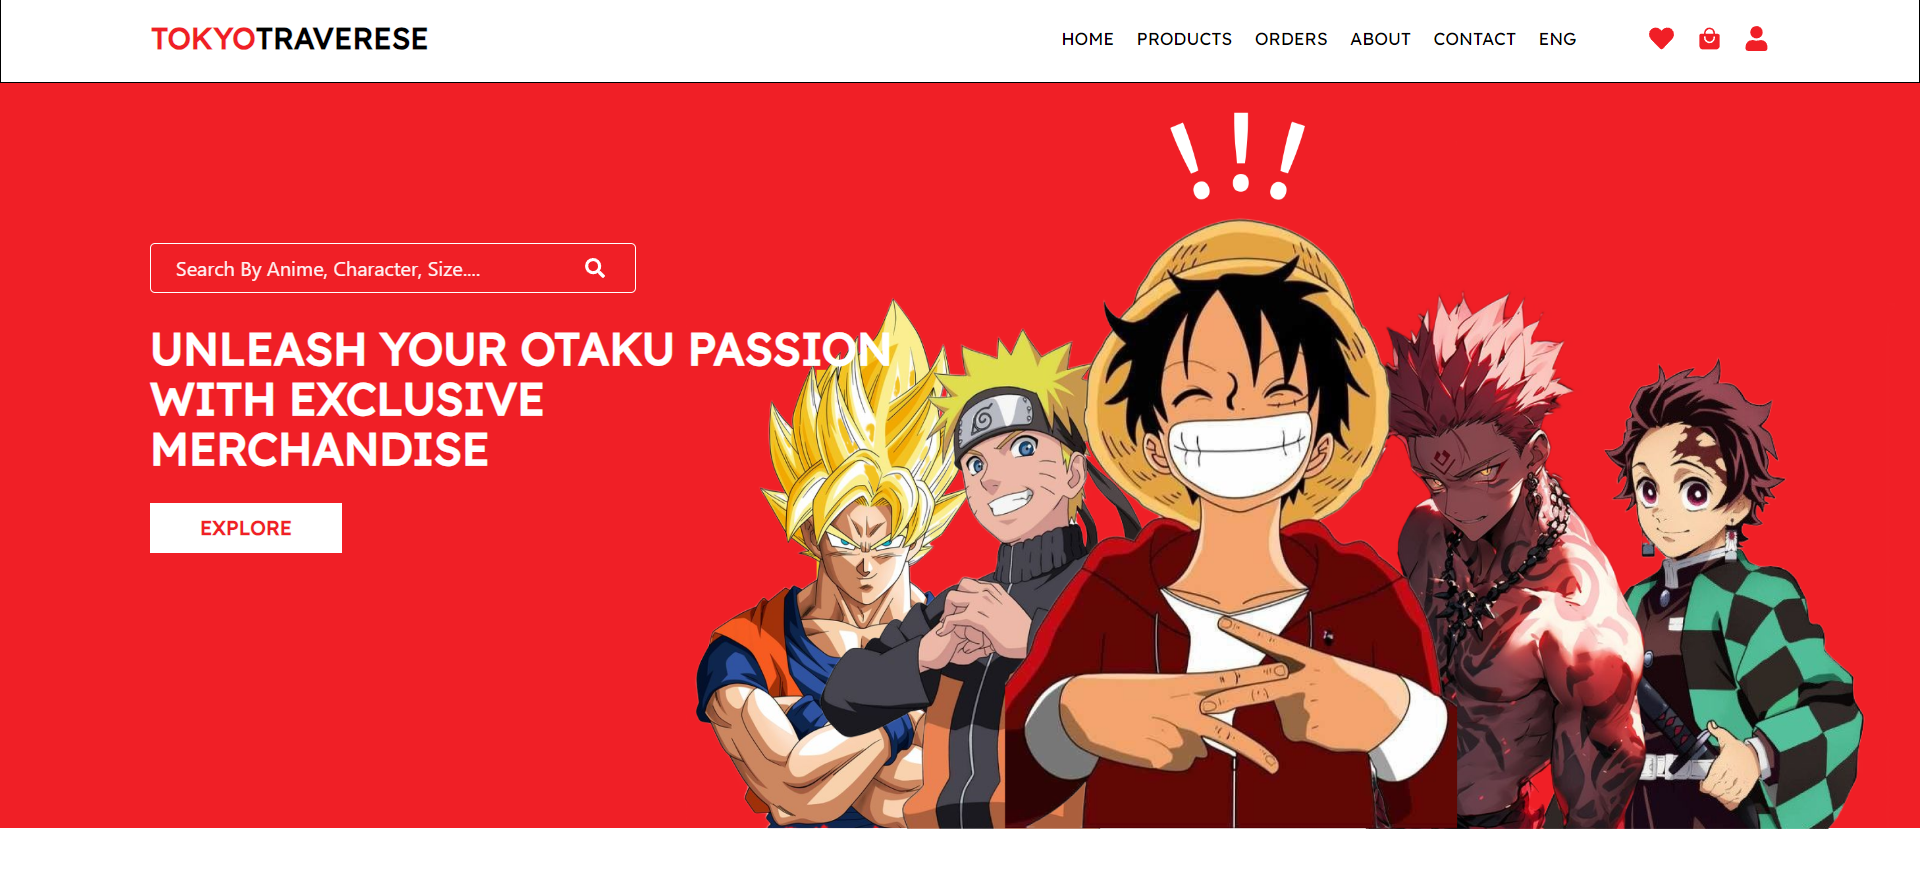 TOKYOTRAVERESE
HOME PRODUCTS ORDERS ABOUT CONTACT ENG
!!!
Search By Anime, Character, Size....
UNLEASH YOUR OTAKU PASSION
WITH EXCLUSIVE
MERCHANDISE
EXPLORE